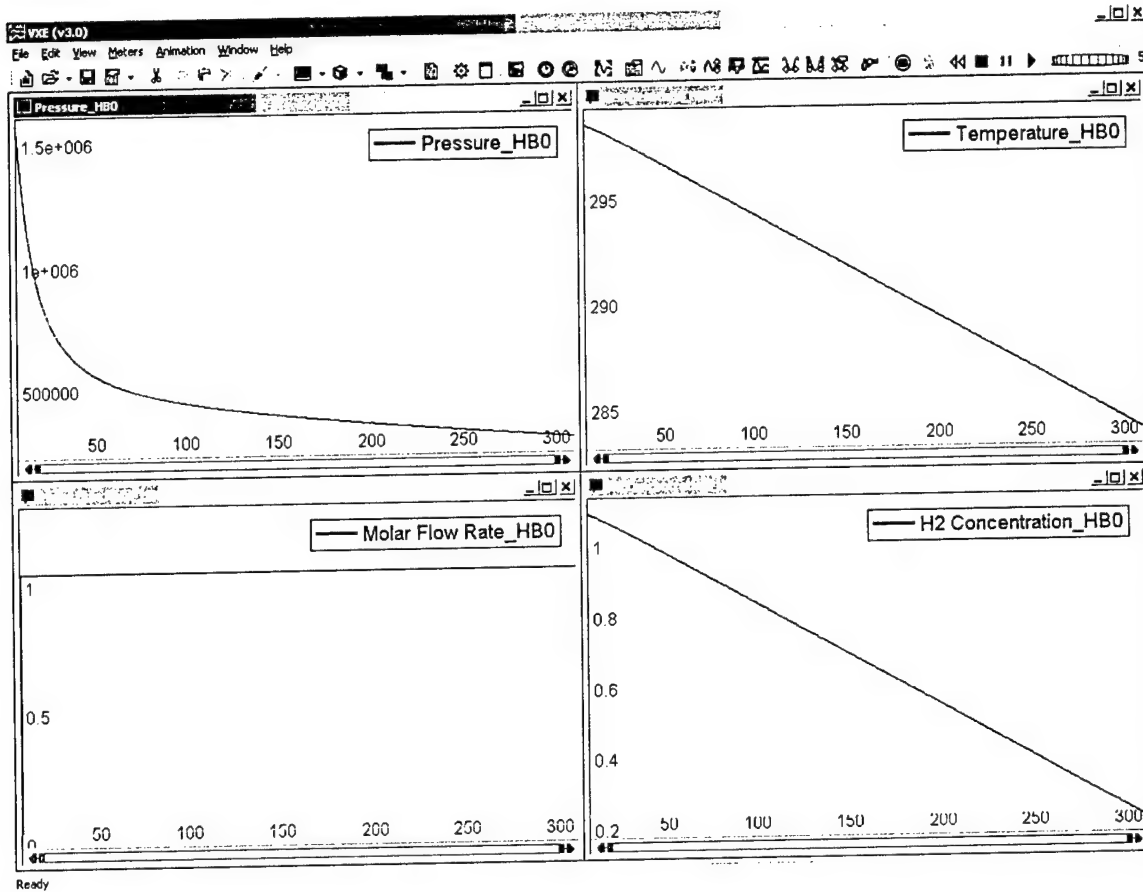 VXE (v3.0)
File Edit View Meters Animation Window Help
5
Pressure_HB0
Pressure_HB0
1.5e+006
1e+006
500000
50 100 150 200 250 300
Temperature_HB0
295
290
285
50 100 150 200 250 300
Molar Flow Rate_HB0
1
0.5
0
50 100 150 200 250 300
H2 Concentration_HB0
1
0.8
0.6
0.4
0.2
50 100 150 200 250 300
Ready